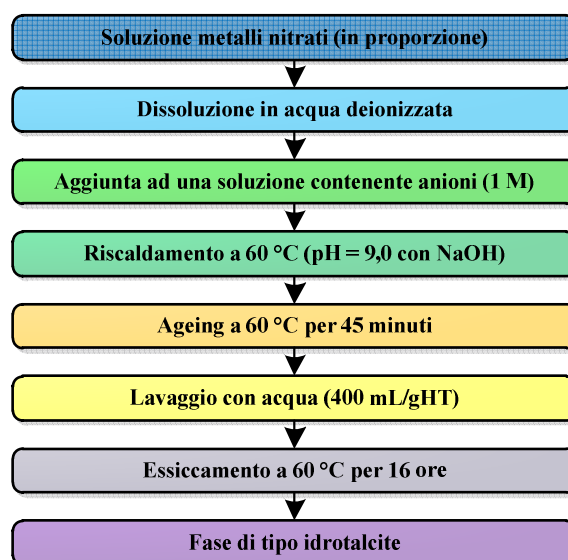 Soluzione metalli nitrati (in proporzione)
Dissoluzione in acqua deionizzata
Aggiunta ad una soluzione contenente anioni (1 M)
Riscaldamento a 60 °C (pH = 9,0 con NaOH)
Ageing a 60 °C per 45 minuti
Lavaggio con acqua (400 mL/gHT)
Essiccamento a 60 °C per 16 ore
Fase di tipo idrotalcite